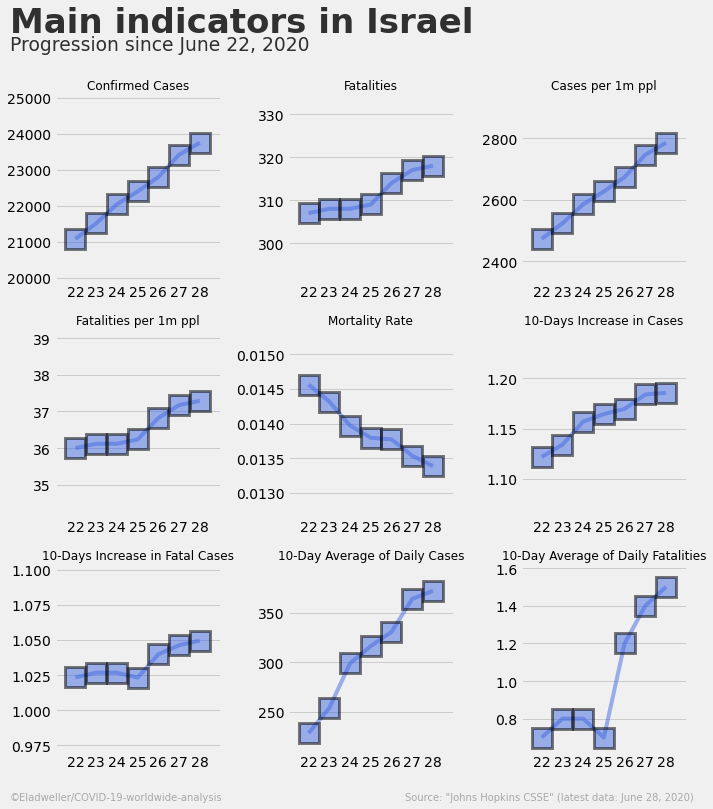 Main indicators in Israel
Progression since June 22, 2020
Confirmed Cases
25000
24000
23000
22000
21000
20000
22 23 24 25 26 27 28
Fatalities
330
320
310
300
22 23 24 25 26 27 28
Cases per 1m ppl
2800
2600
2400
22 23 24 25 26 27 28
Fatalities per 1m ppl
39
38
37
36
35
22 23 24 25 26 27 28
Mortality Rate
0.0150
0.0145
0.0140
0.0135
0.0130
22 23 24 25 26 27 28
10-Days Increase in Cases
1.20
1.15
1.10
22 23 24 25 26 27 28
10-Days Increase in Fatal Cases
1.100
1.075
1.050
1.025
1.000
0.975
22 23 24 25 26 27 28
10-Day Average of Daily Cases
350
300
250
22 23 24 25 26 27 28
10-Day Average of Daily Fatalities
1.6
1.4
1.2
1.0
0.8
22 23 24 25 26 27 28
©Eladweller/COVID-19-worldwide-analysis
Source: "Johns Hopkins CSSE" (latest data: June 28, 2020)